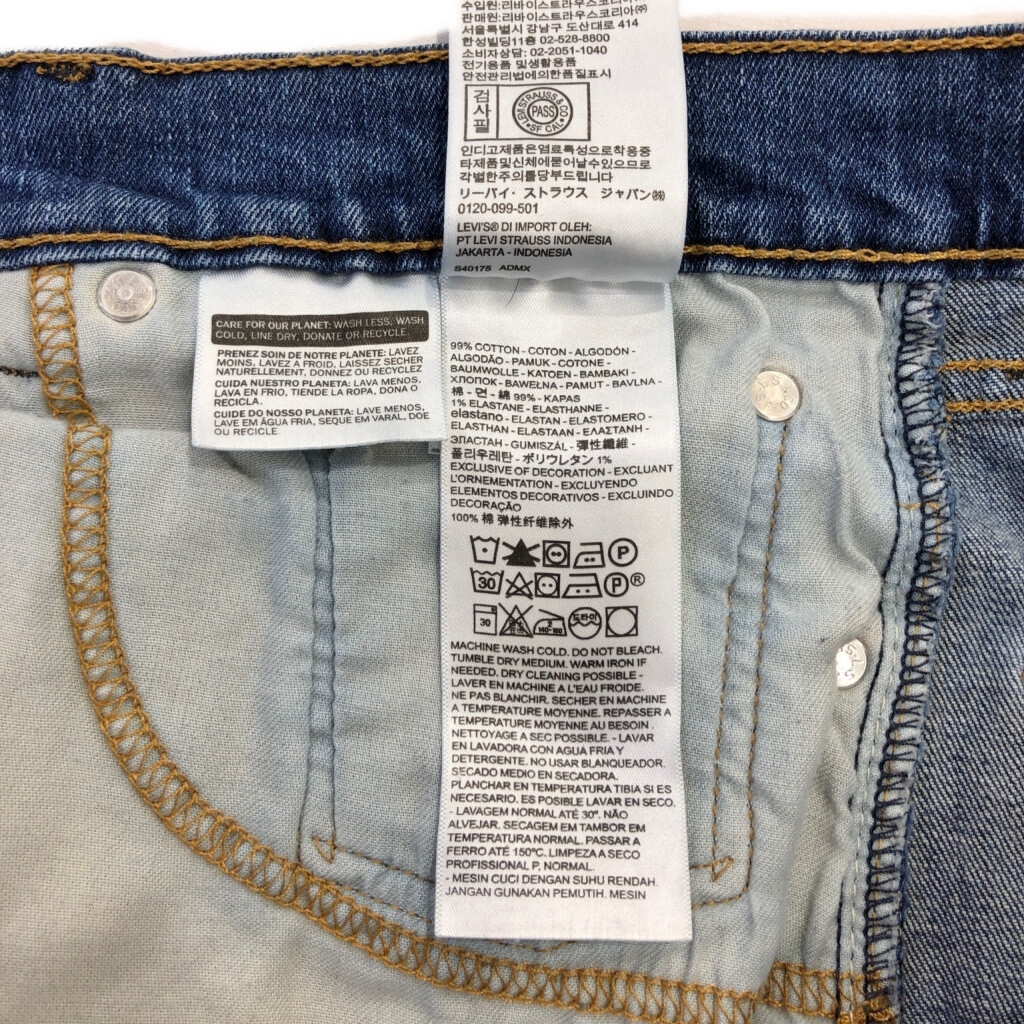 수입원:리바이스트라우스코리아㈜
판매원:리바이스트라우스코리아㈜
서울특별시 강남구 도산대로 414
한성빌딩11층 02-528-8800
소비자상담: 02-2051-1040
전기용품 및생활용품
안전관리법에의한품질표시
검사필
LEVI STRAUSS & CO
PASS
SF CAL
인디고제품은염료특성으로착용중
타제품및신체에묻어날수있으므로
각별한주의를당부드립니다
リーバイ・ストラウス ジャパン㈱
0120-099-501
LEVI'S® DI IMPORT OLEH:
PT LEVI STRAUSS INDONESIA
JAKARTA - INDONESIA
S40175 ADMX
CARE FOR OUR PLANET: WASH LESS, WASH
COLD, LINE DRY, DONATE OR RECYCLE
PRENEZ SOIN DE NOTRE PLANETE: LAVEZ
MOINS, LAVEZ A FROID, LAISSEZ SECHER
NATURELLEMENT, DONNEZ OU RECYCLEZ
CUIDA NUESTRO PLANETA: LAVA MENOS,
LAVA EN FRIO, TIENDE LA ROPA, DONA O
RECICLA.
CUIDE DO NOSSO PLANETA: LAVE MENOS,
LAVE EM ÁGUA FRIA, SEQUE EM VARAL, DOE
OU RECICLE
99% COTTON - COTON - ALGODÓN -
ALGODÃO - PAMUK - COTONE -
BAUMWOLLE - KATOEN - BAMBAKI -
ХЛОПОК - BAWEŁNA - PAMUT - BAVLNA -
棉 - 면 - 綿 99% - KAPAS
1% ELASTANE - ELASTHANNE -
elastano - ELASTAN - ELASTOMERO -
ELASTHAN - ELASTAAN - ΕΛΑΣΤΑΝΗ -
ЭЛАСТАН - GUMISZÁL - 彈性纖維 -
폴리우레탄 - ポリウレタン 1%
EXCLUSIVE OF DECORATION - EXCLUANT
L'ORNEMENTATION - EXCLUYENDO
ELEMENTOS DECORATIVOS - EXCLUINDO
DECORAÇÃO
100% 棉 弹性纤维除外
P
30 P ®
30 2 140-160 드라이
MACHINE WASH COLD. DO NOT BLEACH.
TUMBLE DRY MEDIUM. WARM IRON IF
NEEDED. DRY CLEANING POSSIBLE -
LAVER EN MACHINE A L'EAU FROIDE.
NE PAS BLANCHIR. SECHER EN MACHINE
A TEMPERATURE MOYENNE. REPASSER A
TEMPERATURE MOYENNE AU BESOIN .
NETTOYAGE A SEC POSSIBLE. - LAVAR
EN LAVADORA CON AGUA FRIA Y
DETERGENTE. NO USAR BLANQUEADOR.
SECADO MEDIO EN SECADORA.
PLANCHAR EN TEMPERATURA TIBIA SI ES
NECESARIO. ES POSIBLE LAVAR EN SECO.
- LAVAGEM NORMAL ATÉ 30º. NÃO
ALVEJAR. SECAGEM EM TAMBOR EM
TEMPERATURA NORMAL. PASSAR A
FERRO ATÉ 150ºC. LIMPEZA A SECO
PROFISSIONAL P, NORMAL.
- MESIN CUCI DENGAN SUHU RENDAH.
JANGAN GUNAKAN PEMUTIH. MESIN